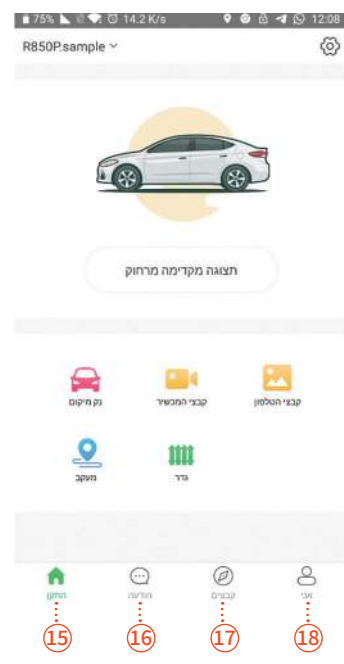 75% 14.2 K/s 12:08
R850P.sample
תצוגה מקדימה מרחוק
קבצי הטלפון קבצי המכשיר נק מיקום
גדר מעקב
אני קבצים הודעה התקן
15 16 17 18